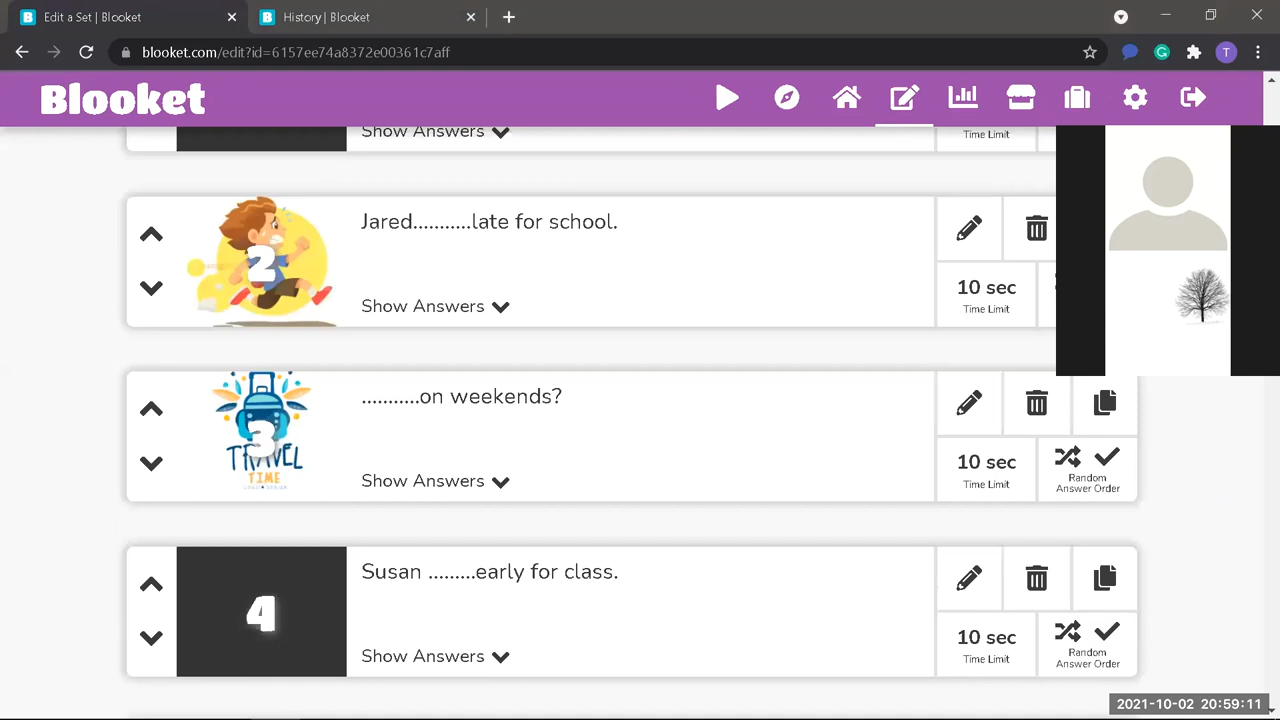 Edit a Set | Blooket
History | Blooket
blooket.com/edit?id=6157ee74a8372e00361c7aff
T
Blooket
Show Answers
Time Limit
2
Jared...........late for school.
Show Answers
10 sec
Time Limit
3
TRAVEL
TIME
...........on weekends?
Show Answers
10 sec
Time Limit
Random
Answer Order
4
Susan .........early for class.
Show Answers
10 sec
Time Limit
Random
Answer Order
2021-10-02 20:59:11